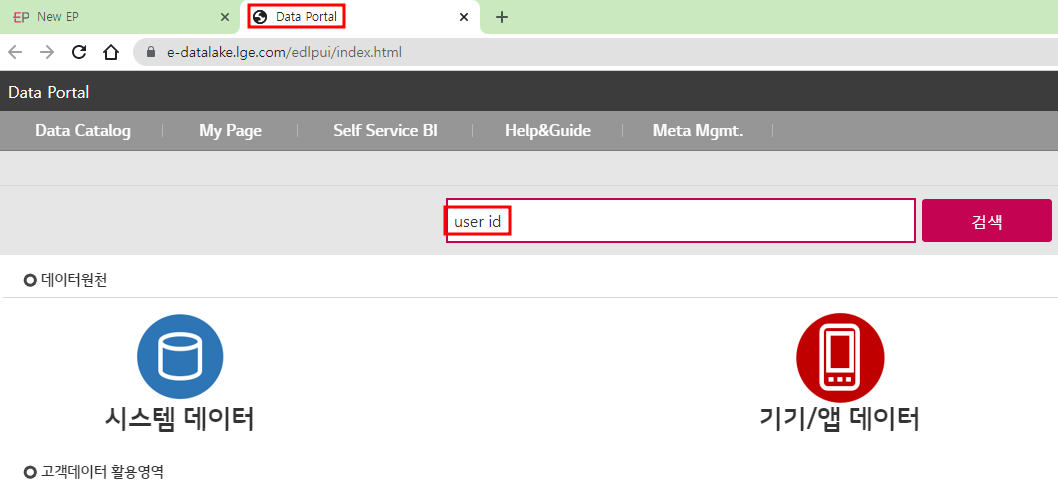 EP New EP Data Portal
e-datalake.lge.com/edlpui/index.html
Data Portal
Data Catalog My Page Self Service BI Help&Guide Meta Mgmt.
user id 검색
데이터원천
시스템 데이터 기기/앱 데이터
고객데이터 활용영역